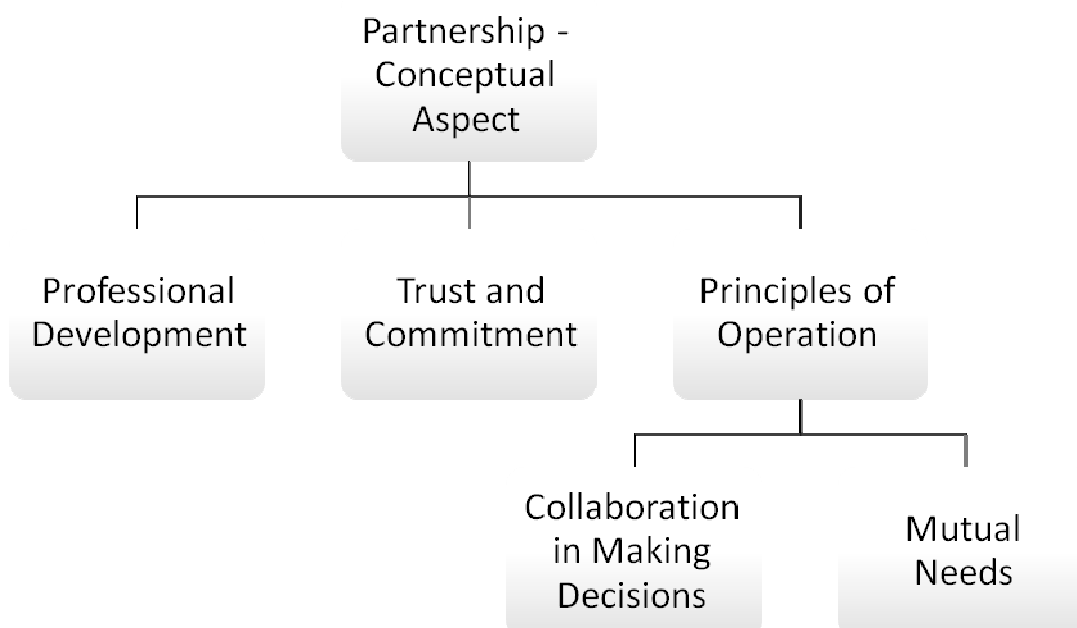 Partnership -
Conceptual
Aspect
Professional
Development
Trust and
Commitment
Principles of
Operation
Collaboration
in Making
Decisions
Mutual
Needs